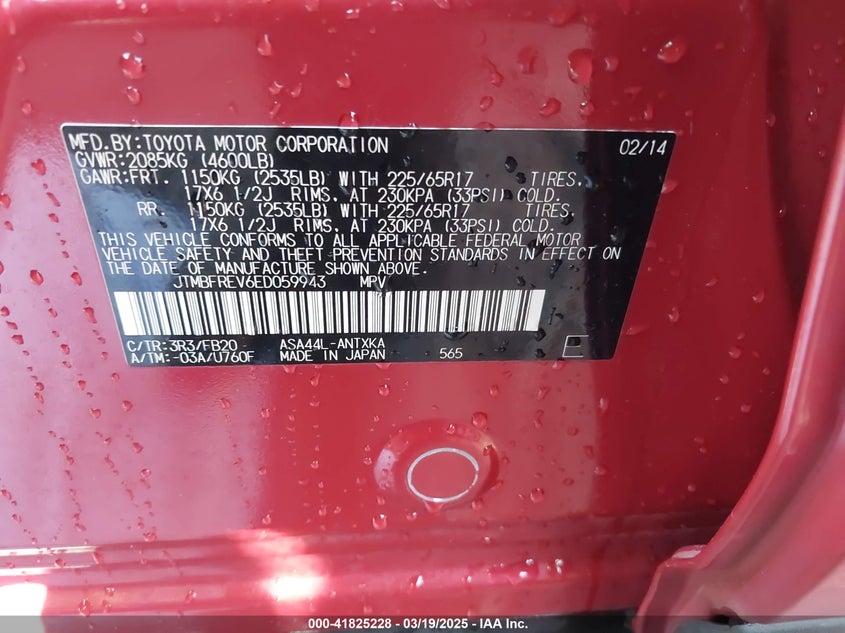 MFD.BY:TOYOTA MOTOR CORPORATION 02/14
GVWR:2085KG (4600LB)
GAWR:FRT. 1150KG (2535LB) WITH 225/65R17 TIRES,
17X6 1/2J RIMS, AT 230KPA (33PSI) COLD.
RR. 1150KG (2535LB) WITH 225/65R17 TIRES,
17X6 1/2J RIMS, AT 230KPA (33PSI) COLD.
THIS VEHICLE CONFORMS TO ALL APPLICABLE FEDERAL MOTOR
VEHICLE SAFETY AND THEFT PREVENTION STANDARDS IN EFFECT ON
THE DATE OF MANUFACTURE SHOWN ABOVE.
JTMBFREV6ED059943 MPV
C/TR:3R3/FB20 ASA44L-ANTXKA
A/TM:-03A/U760F MADE IN JAPAN 565
E
000-41825228 - 03/19/2025 - IAA Inc.